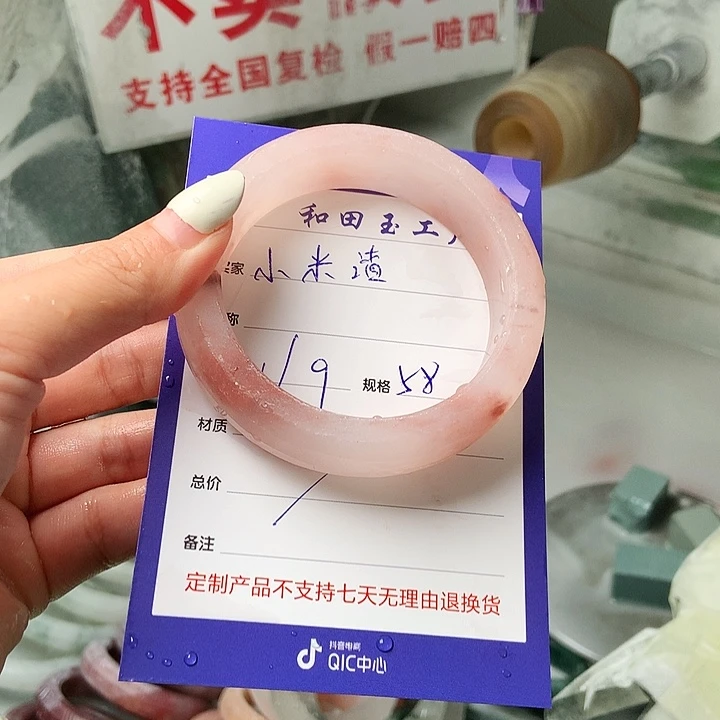 支持全国复检 假一赔四
和田玉工
家 小米渣
称
19 规格 58
材质
总价
备注
定制产品不支持七天无理由退换货
抖音电商
QIC中心